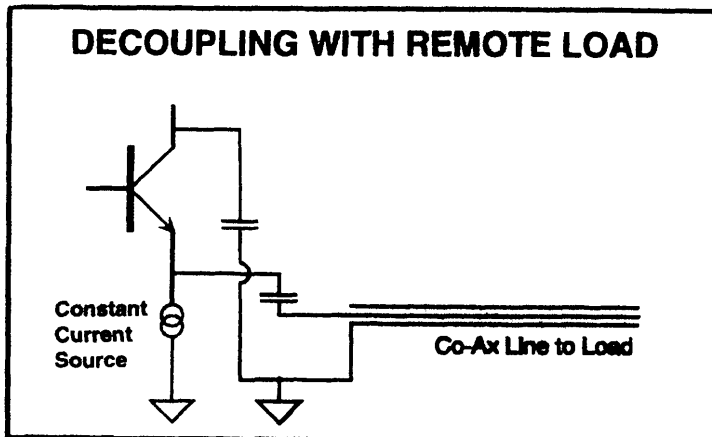 DECOUPLING WITH REMOTE LOAD
Constant
Current
Source
Co-Ax Line to Load